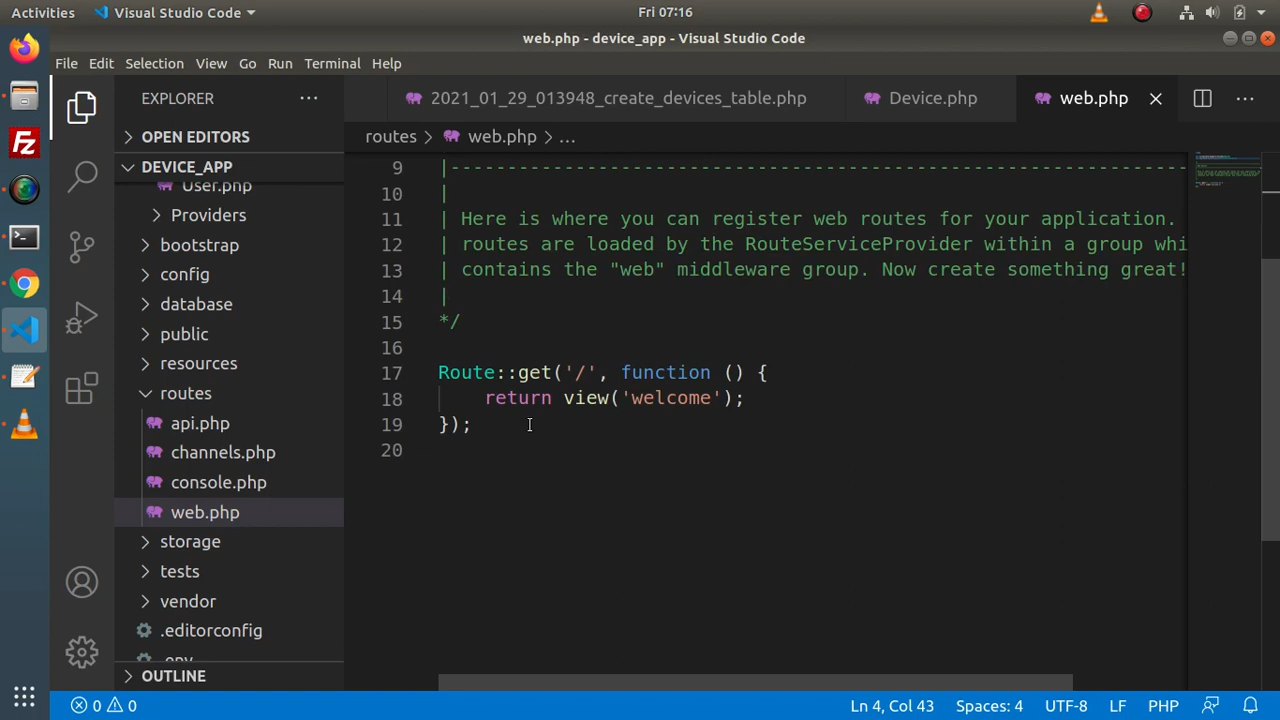 Activities
Visual Studio Code
Fri 07:16
web.php - device_app - Visual Studio Code
File Edit Selection View Go Run Terminal Help
EXPLORER
OPEN EDITORS
DEVICE_APP
User.php
Providers
bootstrap
config
database
public
resources
routes
api.php
channels.php
console.php
web.php
storage
tests
vendor
.editorconfig
.env
OUTLINE
2021_01_29_013948_create_devices_table.php
Device.php
web.php
routes > web.php > ...
9 |--------------------------------------------------------------------------
10 |
11 | Here is where you can register web routes for your application.
12 | routes are loaded by the RouteServiceProvider within a group whi
13 | contains the "web" middleware group. Now create something great!
14 |
15 */
16
17 Route::get('/', function () {
18 return view('welcome');
19 });
20
0 0
Ln 4, Col 43
Spaces: 4
UTF-8
LF
PHP